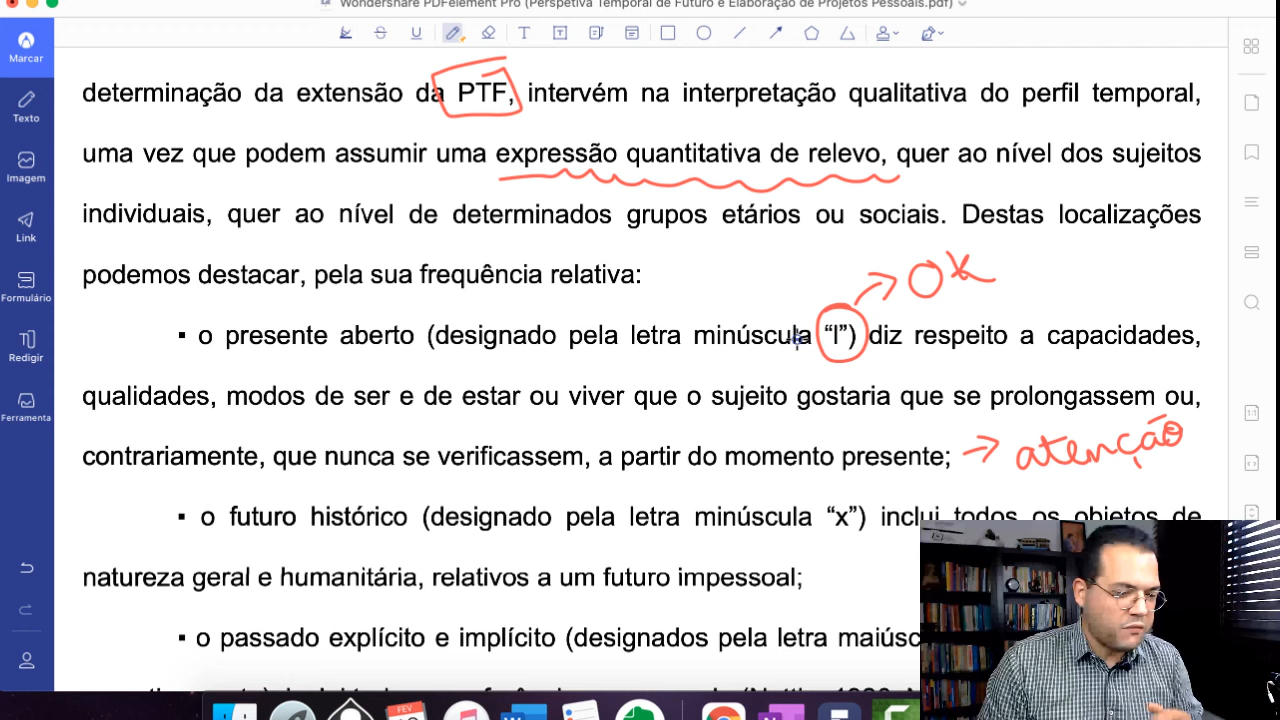 Wondershare PDFelement Pro (Perspetiva Temporal de Futuro e Elaboração de Projetos Pessoais.pdf)
Marcar
Texto
Imagem
Link
Formulário
Redigir
Ferramenta
determinação da extensão da PTF, intervém na interpretação qualitativa do perfil temporal,
uma vez que podem assumir uma expressão quantitativa de relevo, quer ao nível dos sujeitos
individuais, quer ao nível de determinados grupos etários ou sociais. Destas localizações
podemos destacar, pela sua frequência relativa:
OK
▪ o presente aberto (designado pela letra minúscula “l”) diz respeito a capacidades,
qualidades, modos de ser e de estar ou viver que o sujeito gostaria que se prolongassem ou,
contrariamente, que nunca se verificassem, a partir do momento presente; → atenção
▪ o futuro histórico (designado pela letra minúscula “x”) inclui todos os objetos de
natureza geral e humanitária, relativos a um futuro impessoal;
▪ o passado explícito e implícito (designados pela letra
FEV